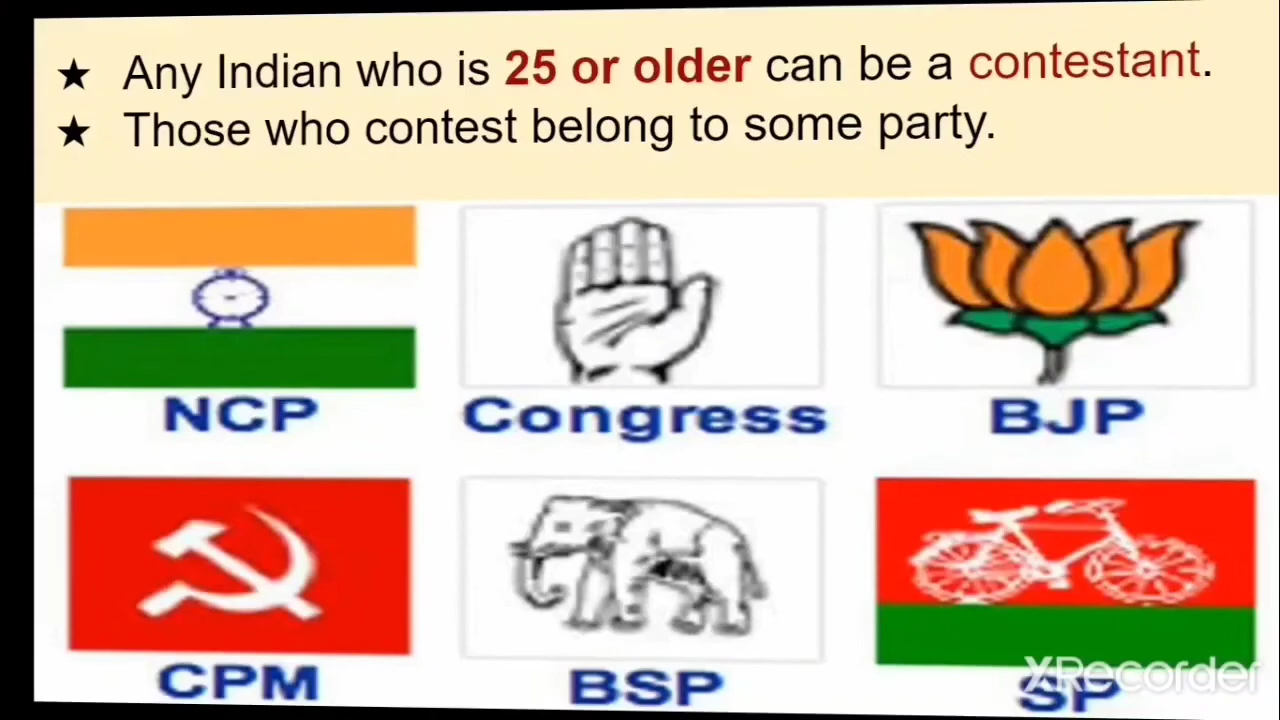 ★ Any Indian who is 25 or older can be a contestant.
★ Those who contest belong to some party.
NCP Congress BJP
CPM BSP SP
XRecorder